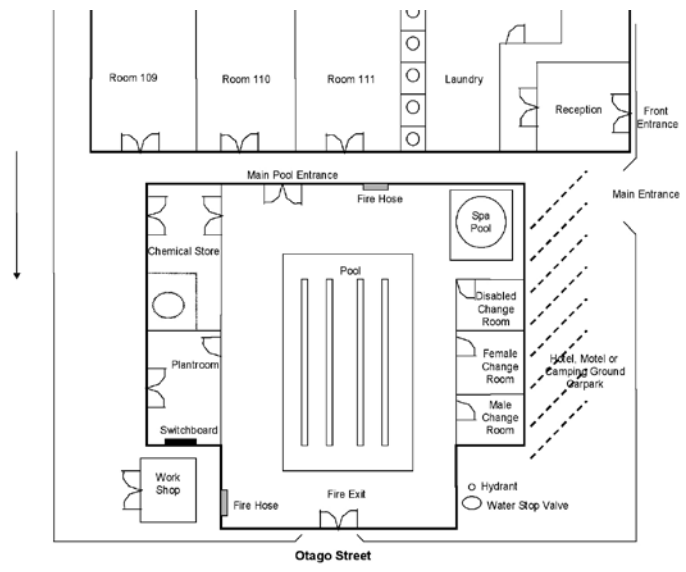 Room 109
Room 110
Room 111
Laundry
Reception
Front
Entrance
Main Pool Entrance
Fire Hose
Main Entrance
Spa
Pool
Chemical Store
Pool
Disabled
Change
Room
Plantroom
Female
Change
Room
Hotel, Motel or
Camping Ground
Carpark
Male
Change
Room
Switchboard
Work
Shop
Fire Hose
Fire Exit
Hydrant
Water Stop Valve
Otago Street